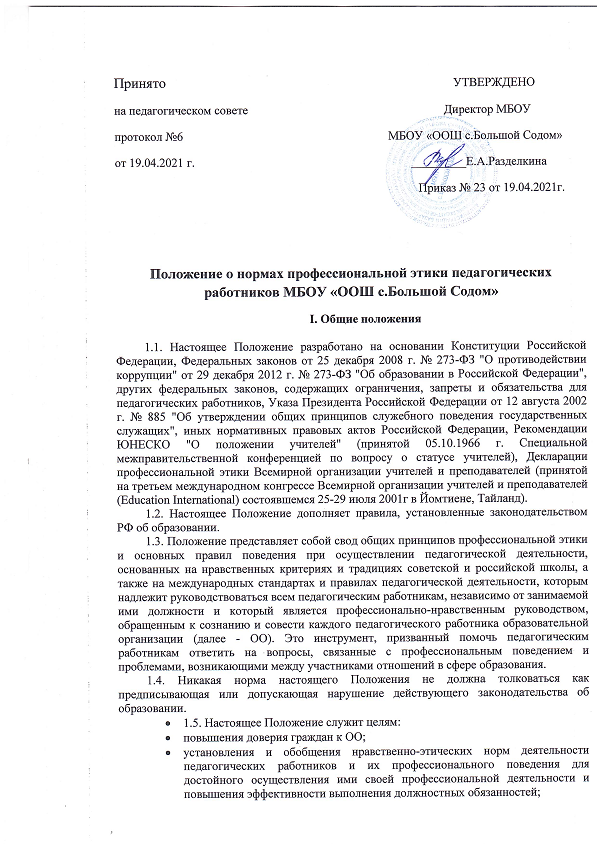 Принято
УТВЕРЖДЕНО
на педагогическом совете
Директор МБОУ
протокол №6
МБОУ «ООШ с.Большой Содом»
от 19.04.2021 г.
Е.А.Разделкина
Приказ № 23 от 19.04.2021г.
Положение о нормах профессиональной этики педагогических
работников МБОУ «ООШ с.Большой Содом»
I. Общие положения
1.1. Настоящее Положение разработано на основании Конституции Российской
Федерации, Федеральных законов от 25 декабря 2008 г. № 273-ФЗ "О противодействии
коррупции" от 29 декабря 2012 г. № 273-ФЗ "Об образовании в Российской Федерации",
других федеральных законов, содержащих ограничения, запреты и обязательства для
педагогических работников, Указа Президента Российской Федерации от 12 августа 2002
г. № 885 "Об утверждении общих принципов служебного поведения государственных
служащих", иных нормативных правовых актов Российской Федерации, Рекомендации
ЮНЕСКО "О положении учителей" (принятой 05.10.1966 г. Специальной
межправительственной конференцией по вопросу о статусе учителей), Декларации
профессиональной этики Всемирной организации учителей и преподавателей (принятой
на третьем международном конгрессе Всемирной организации учителей и преподавателей
(Education International) состоявшемся 25-29 июля 2001г в Йомтиене, Тайланд).
1.2. Настоящее Положение дополняет правила, установленные законодательством
РФ об образовании.
1.3. Положение представляет собой свод общих принципов профессиональной этики
и основных правил поведения при осуществлении педагогической деятельности,
основанных на нравственных критериях и традициях советской и российской школы, а
также на международных стандартах и правилах педагогической деятельности, которым
надлежит руководствоваться всем педагогическим работникам, независимо от занимаемой
ими должности и который является профессионально-нравственным руководством,
обращенным к сознанию и совести каждого педагогического работника образовательной
организации (далее - ОО). Это инструмент, призванный помочь педагогическим
работникам ответить на вопросы, связанные с профессиональным поведением и
проблемами, возникающими между участниками отношений в сфере образования.
1.4. Никакая норма настоящего Положения не должна толковаться как
предписывающая или допускающая нарушение действующего законодательства об
образовании.
• 1.5. Настоящее Положение служит целям:
• повышения доверия граждан к ОО;
• установления и обобщения нравственно-этических норм деятельности
педагогических работников и их профессионального поведения для
достойного осуществления ими своей профессиональной деятельности и
повышения эффективности выполнения должностных обязанностей;